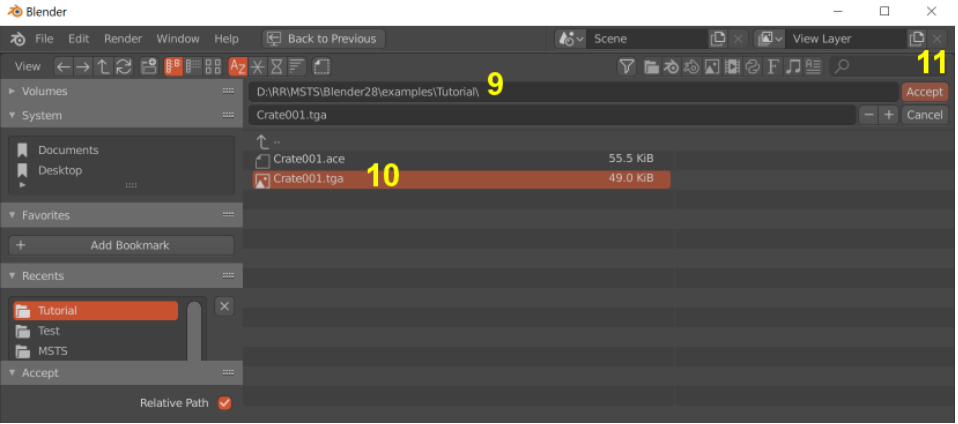 Blender
File Edit Render Window Help Back to Previous Scene View Layer
View 11
Volumes D:\RR\MSTS\Blender28\examples\Tutorial\ 9 Accept
System Crate001.tga Cancel
..
Documents Crate001.ace 55.5 KiB
Desktop Crate001.tga 10 49.0 KiB
Favorites
Add Bookmark
Recents
Tutorial
Test
MSTS
Accept
Relative Path